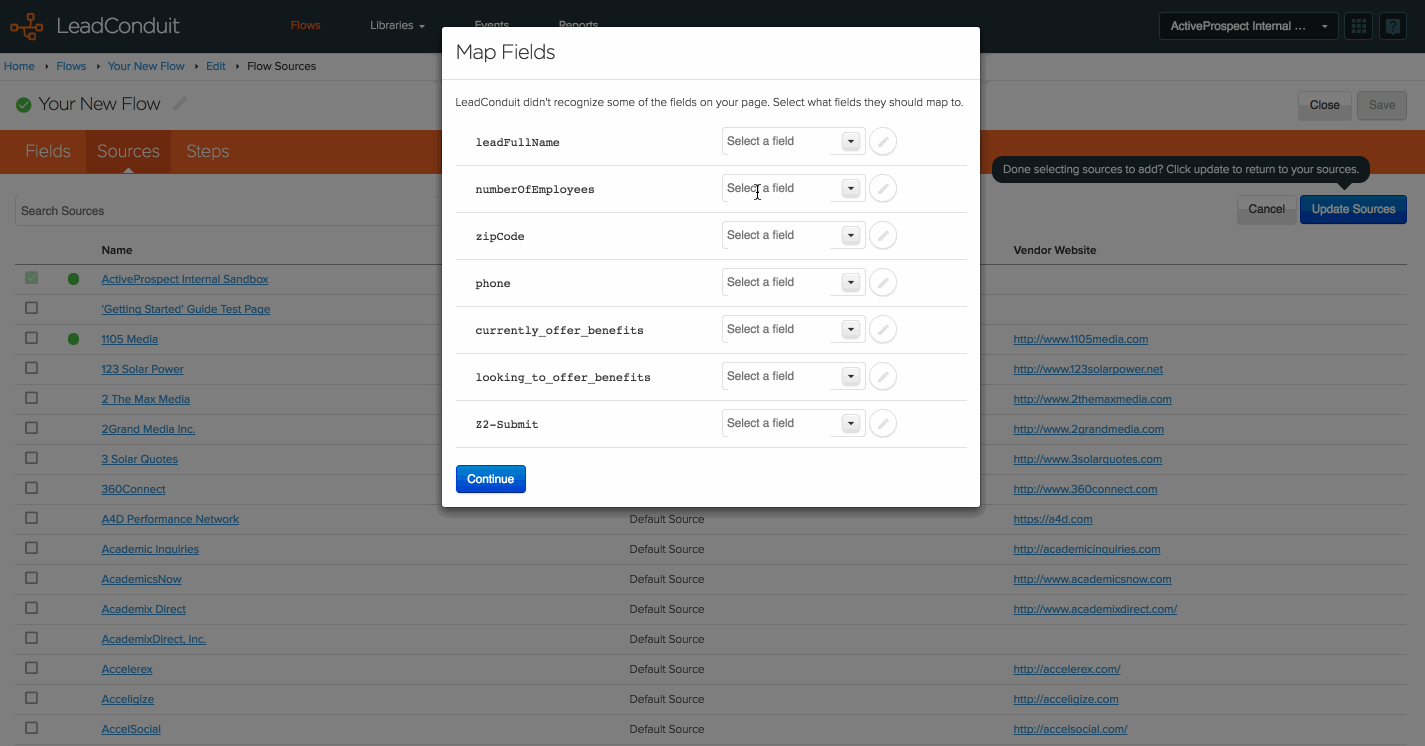 LeadConduit
Flows
Libraries
Events
Reports
ActiveProspect Internal ...
Home
Flows
Your New Flow
Edit
Flow Sources
Your New Flow
Close
Save
Fields
Sources
Steps
Done selecting sources to add? Click update to return to your sources.
Search Sources
Cancel
Update Sources
Map Fields
LeadConduit didn't recognize some of the fields on your page. Select what fields they should map to.
leadFullName Select a field
numberOfEmployees Select a field
zipCode Select a field
phone Select a field
currently_offer_benefits Select a field
looking_to_offer_benefits Select a field
Z2-Submit Select a field
Continue
Name Vendor Website
ActiveProspect Internal Sandbox
'Getting Started' Guide Test Page
1105 Media http://www.1105media.com
123 Solar Power http://www.123solarpower.net
2 The Max Media http://www.2themaxmedia.com
2Grand Media Inc. http://www.2grandmedia.com
3 Solar Quotes http://www.3solarquotes.com
360Connect http://www.360connect.com
A4D Performance Network Default Source https://a4d.com
Academic Inquiries Default Source http://academicinquiries.com
AcademicsNow Default Source http://www.academicsnow.com
Academix Direct Default Source http://www.academixdirect.com/
AcademixDirect, Inc. Default Source
Accelerex Default Source http://accelerex.com/
Acceligize Default Source http://acceligize.com
AccelSocial Default Source http://accelsocial.com/